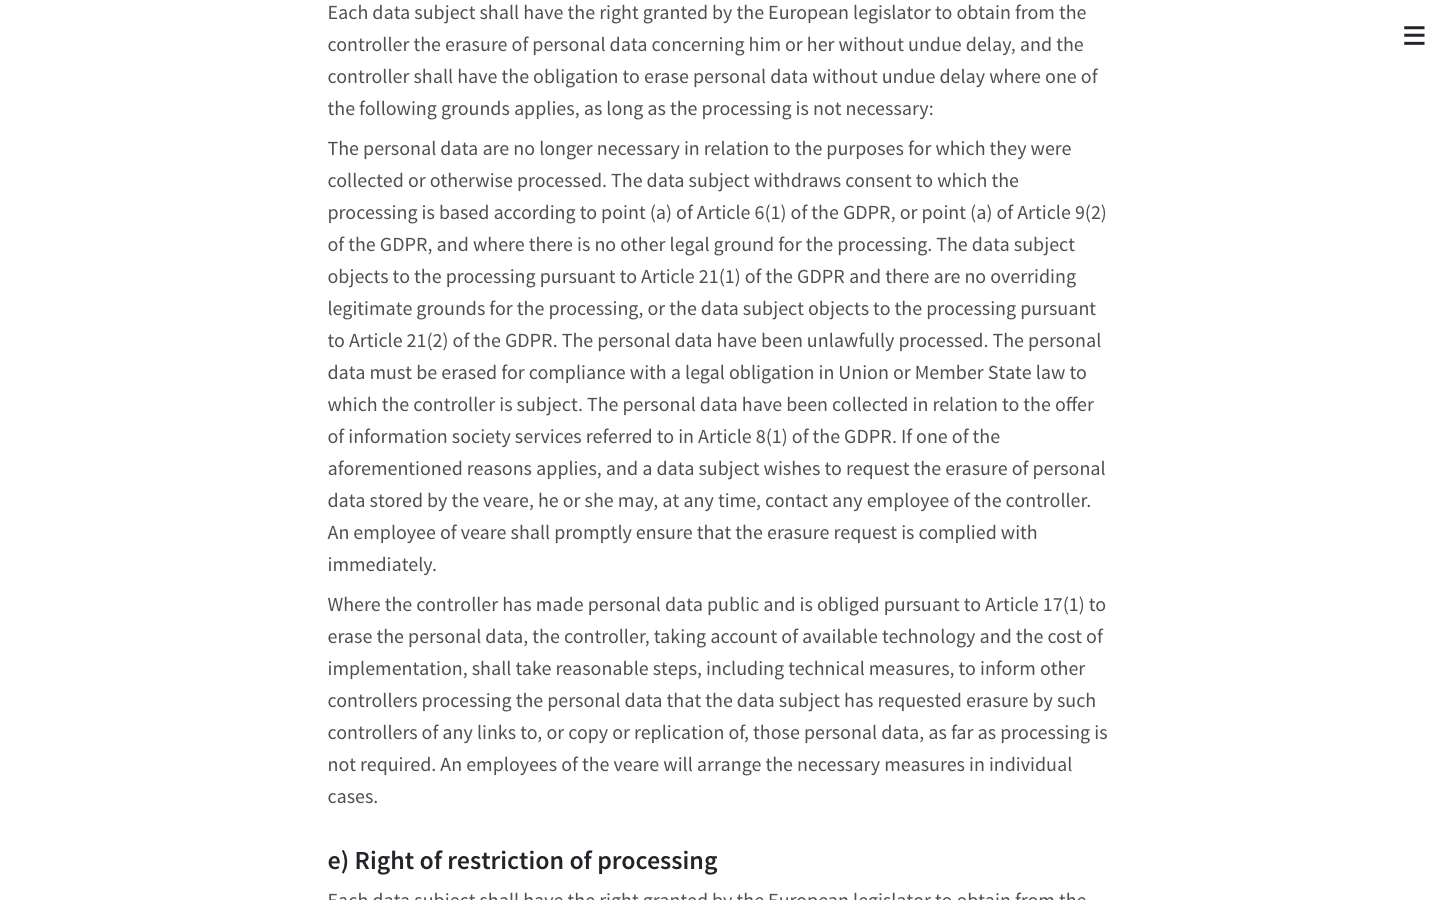 Each data subject shall have the right granted by the European legislator to obtain from the
controller the erasure of personal data concerning him or her without undue delay, and the
controller shall have the obligation to erase personal data without undue delay where one of
the following grounds applies, as long as the processing is not necessary:
The personal data are no longer necessary in relation to the purposes for which they were
collected or otherwise processed. The data subject withdraws consent to which the
processing is based according to point (a) of Article 6(1) of the GDPR, or point (a) of Article 9(2)
of the GDPR, and where there is no other legal ground for the processing. The data subject
objects to the processing pursuant to Article 21(1) of the GDPR and there are no overriding
legitimate grounds for the processing, or the data subject objects to the processing pursuant
to Article 21(2) of the GDPR. The personal data have been unlawfully processed. The personal
data must be erased for compliance with a legal obligation in Union or Member State law to
which the controller is subject. The personal data have been collected in relation to the offer
of information society services referred to in Article 8(1) of the GDPR. If one of the
aforementioned reasons applies, and a data subject wishes to request the erasure of personal
data stored by the veare, he or she may, at any time, contact any employee of the controller.
An employee of veare shall promptly ensure that the erasure request is complied with
immediately.
Where the controller has made personal data public and is obliged pursuant to Article 17(1) to
erase the personal data, the controller, taking account of available technology and the cost of
implementation, shall take reasonable steps, including technical measures, to inform other
controllers processing the personal data that the data subject has requested erasure by such
controllers of any links to, or copy or replication of, those personal data, as far as processing is
not required. An employees of the veare will arrange the necessary measures in individual
cases.
e) Right of restriction of processing
Each data subject shall have the right granted by the European legislator to obtain from the